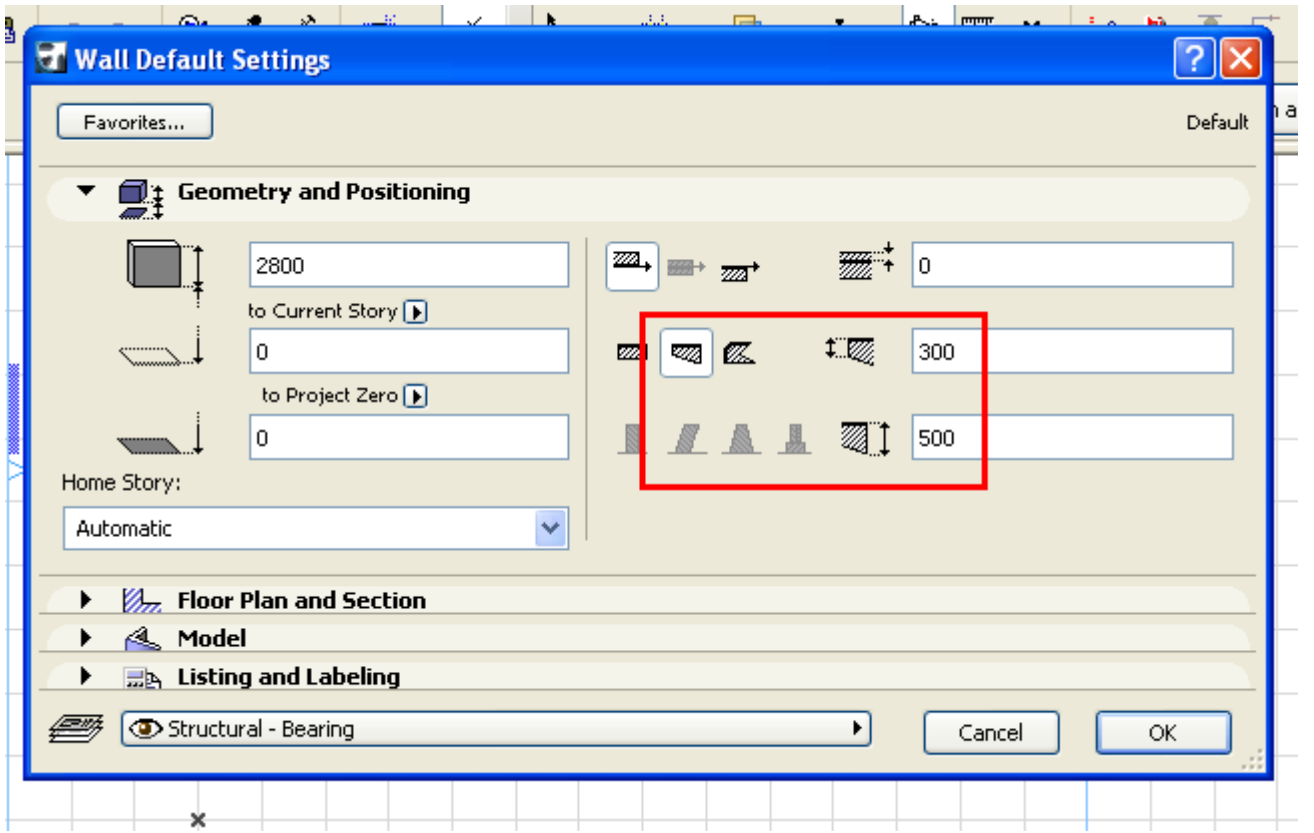 Wall Default Settings
Favorites...
Default
Geometry and Positioning
2800
0
to Current Story
0
300
to Project Zero
0
500
Home Story:
Automatic
Floor Plan and Section
Model
Listing and Labeling
Structural - Bearing
Cancel
OK